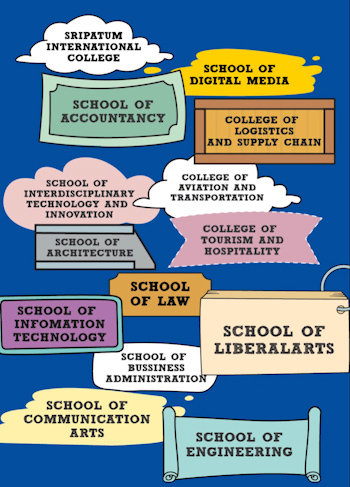 SRIPATUM
INTERNATIONAL
COLLEGE
SCHOOL OF
DIGITAL MEDIA
SCHOOL OF
ACCOUNTANCY
COLLEGE OF
LOGISTICS
AND SUPPLY CHAIN
SCHOOL OF
INTERDISCIPLINARY
TECHNOLOGY AND
INNOVATION
COLLEGE OF
AVIATION AND
TRANSPORTATION
COLLEGE OF
TOURISM AND
HOSPITALITY
SCHOOL OF
ARCHITECTURE
SCHOOL
OF LAW
SCHOOL OF
INFOMATION
TECHNOLOGY
SCHOOL OF
LIBERALARTS
SCHOOL OF
BUSSINESS
ADMINISTRATION
SCHOOL OF
COMMUNICATION
ARTS
SCHOOL OF
ENGINEERING